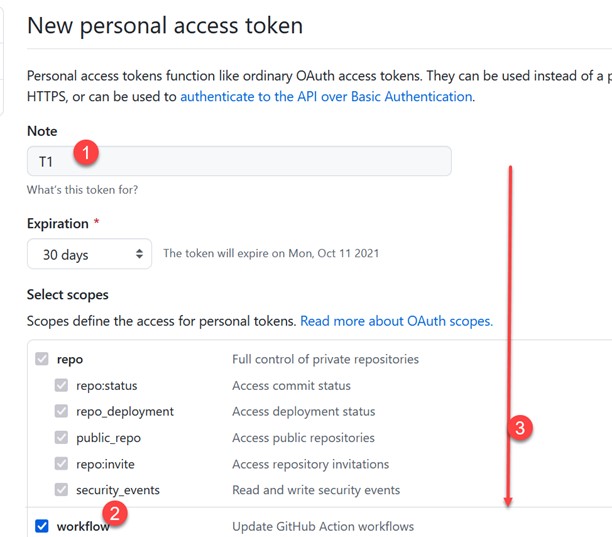 New personal access token
Personal access tokens function like ordinary OAuth access tokens. They can be used instead of a
HTTPS, or can be used to authenticate to the API over Basic Authentication.
Note
T1 1
What's this token for?
Expiration *
30 days The token will expire on Mon, Oct 11 2021
Select scopes
Scopes define the access for personal tokens. Read more about OAuth scopes.
repo Full control of private repositories
repo:status Access commit status
repo_deployment Access deployment status
public_repo Access public repositories
3
repo:invite Access repository invitations
security_events Read and write security events
2
workflow Update GitHub Action workflows